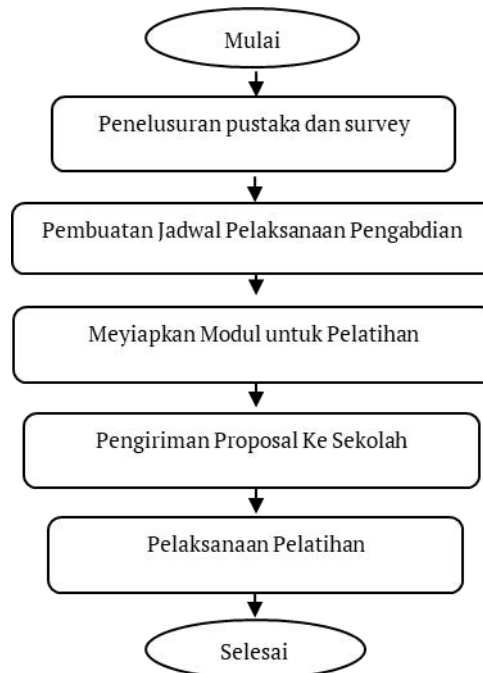 Mulai
Penelusuran pustaka dan survey
Pembuatan Jadwal Pelaksanaan Pengabdian
Meyiapkan Modul untuk Pelatihan
Pengiriman Proposal Ke Sekolah
Pelaksanaan Pelatihan
Selesai